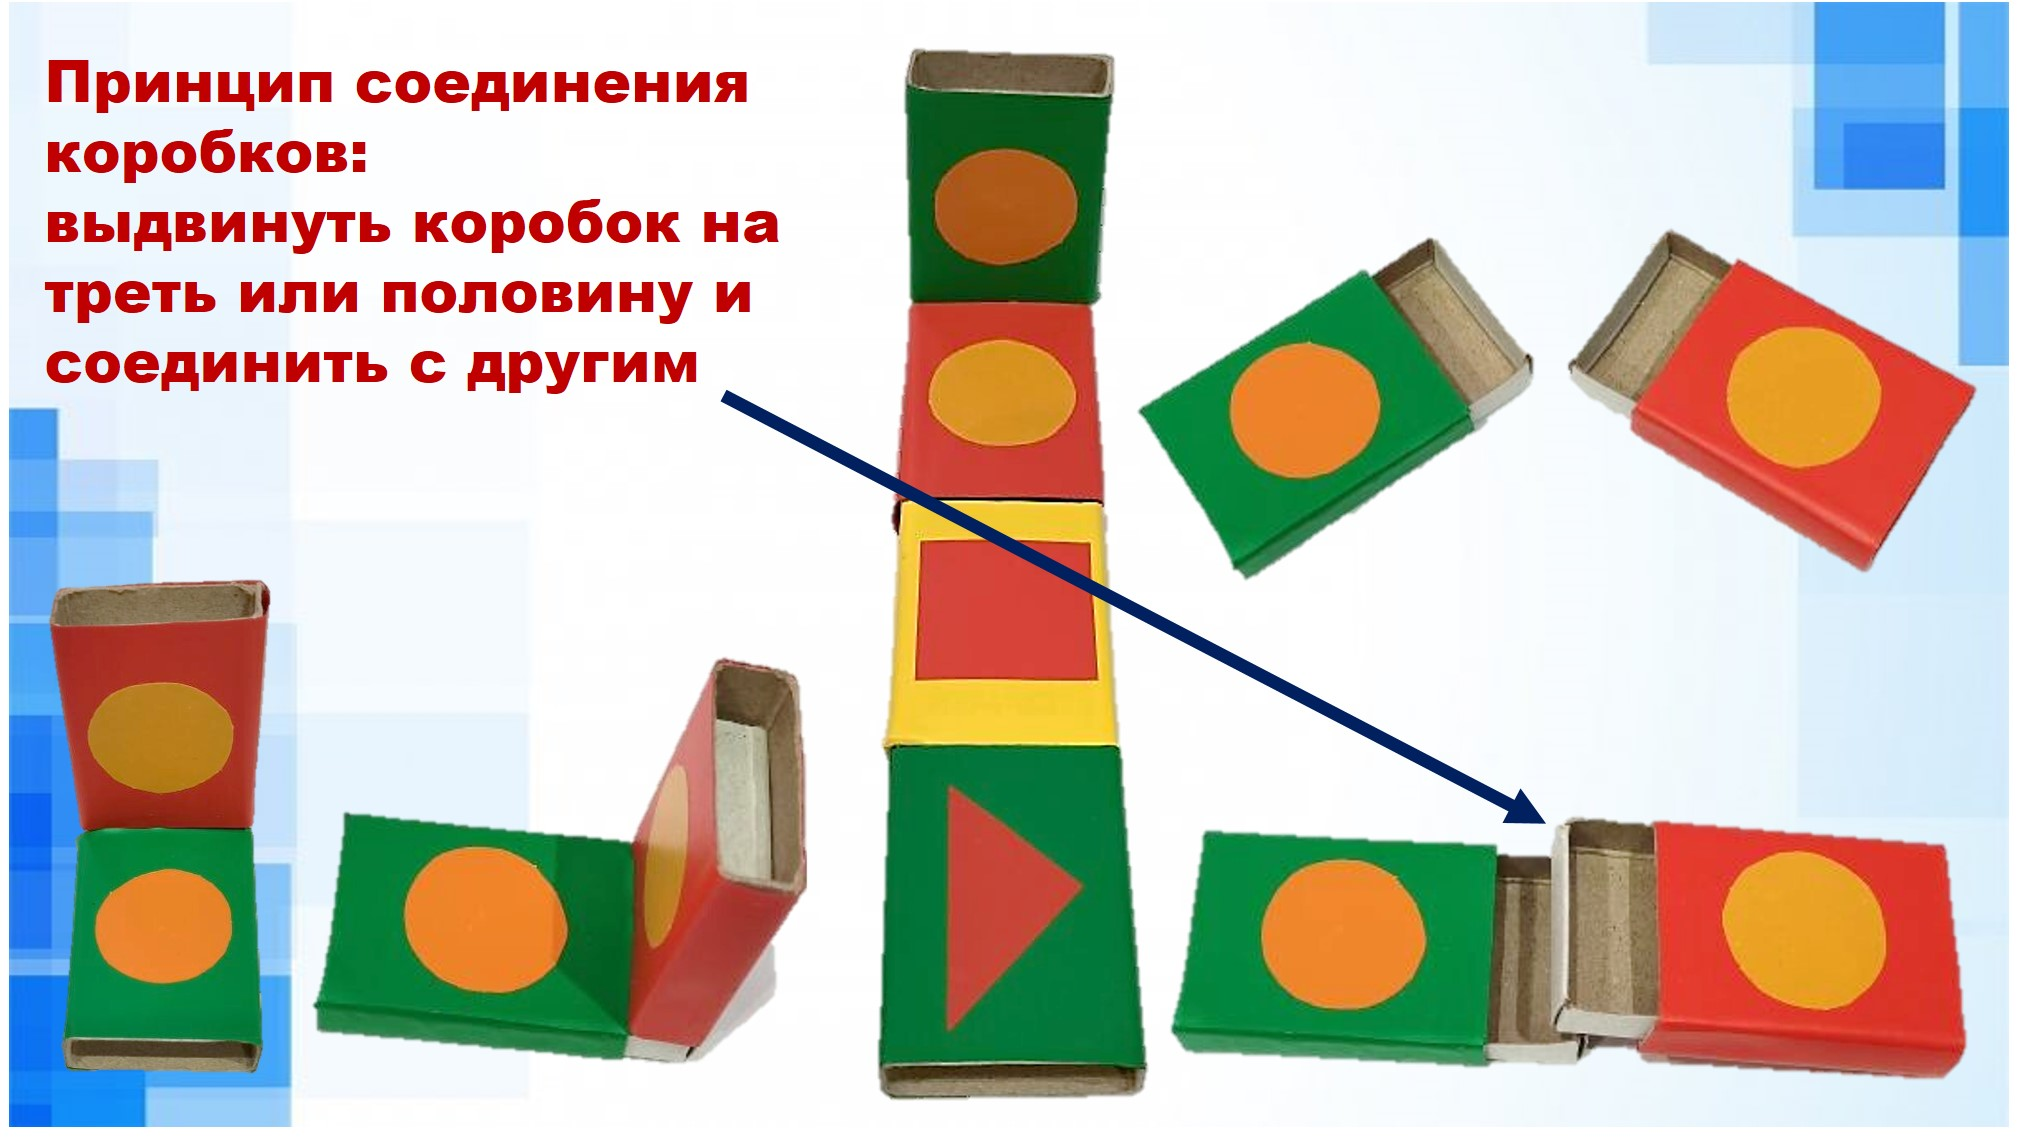 Принцип соединения
коробков:
выдвинуть коробок на
треть или половину и
соединить с другим